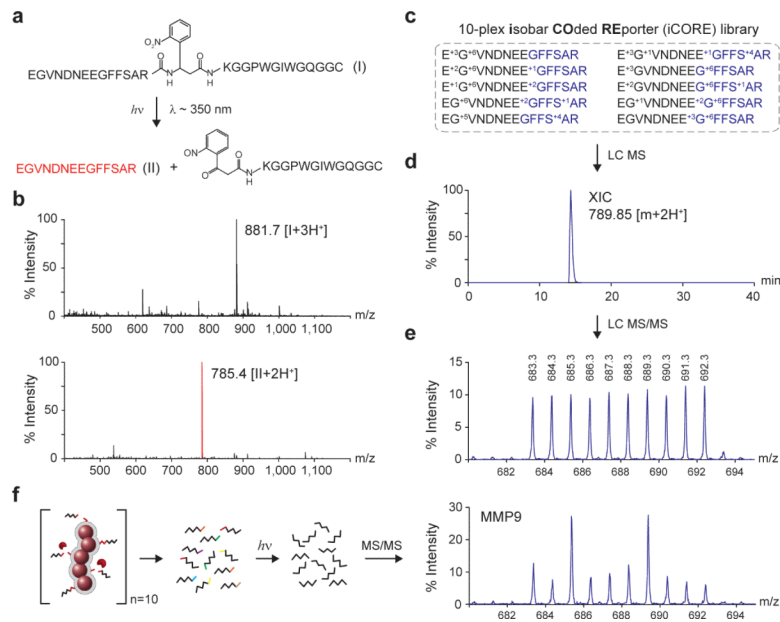 a
O₂N
EGVNDNEEGFFSAR
N
H
O
O
N
H
KGGPWGIWGQGGC (I)
hν
λ ~ 350 nm
ON
EGVNDNEEGFFSAR (II) +
O
O
N
H
KGGPWGIWGQGGC
b
% Intensity
100
50
0
881.7 [I+3H⁺]
500 600 700 800 900 1,000 1,100
m/z
% Intensity
100
50
0
785.4 [II+2H⁺]
400 500 600 700 800 900 1,000 1,100
m/z
c
10-plex isobar COded REporter (iCORE) library
E⁺³G⁺⁶VNDNEEGFFSAR E⁺³G⁺¹VNDNEE⁺¹GFFS⁺⁴AR
E⁺²G⁺⁶VNDNEE⁺¹GFFSAR E⁺³GVNDNEEG⁺⁶FFSAR
E⁺¹G⁺⁶VNDNEE⁺²GFFSAR E⁺²GVNDNEEG⁺⁶FFS⁺¹AR
EG⁺⁶VNDNEE⁺²GFFS⁺¹AR EG⁺¹VNDNEE⁺²G⁺⁶FFSAR
EG⁺⁵VNDNEEGFFS⁺⁴AR EGVNDNEE⁺³G⁺⁶FFSAR
LC MS
d
% Intensity
100
50
0
XIC
789.85 [m+2H⁺]
0 10 20 30 40
min
LC MS/MS
e
% Intensity
15
10
5
0
683.3 684.3 685.3 686.3 687.3 688.3 689.3 690.3 691.3 692.3
682 684 686 688 690 692 694
m/z
f
n=10
hν
MS/MS
% Intensity
30
20
10
0
MMP9
682 684 686 688 690 692 694
m/z